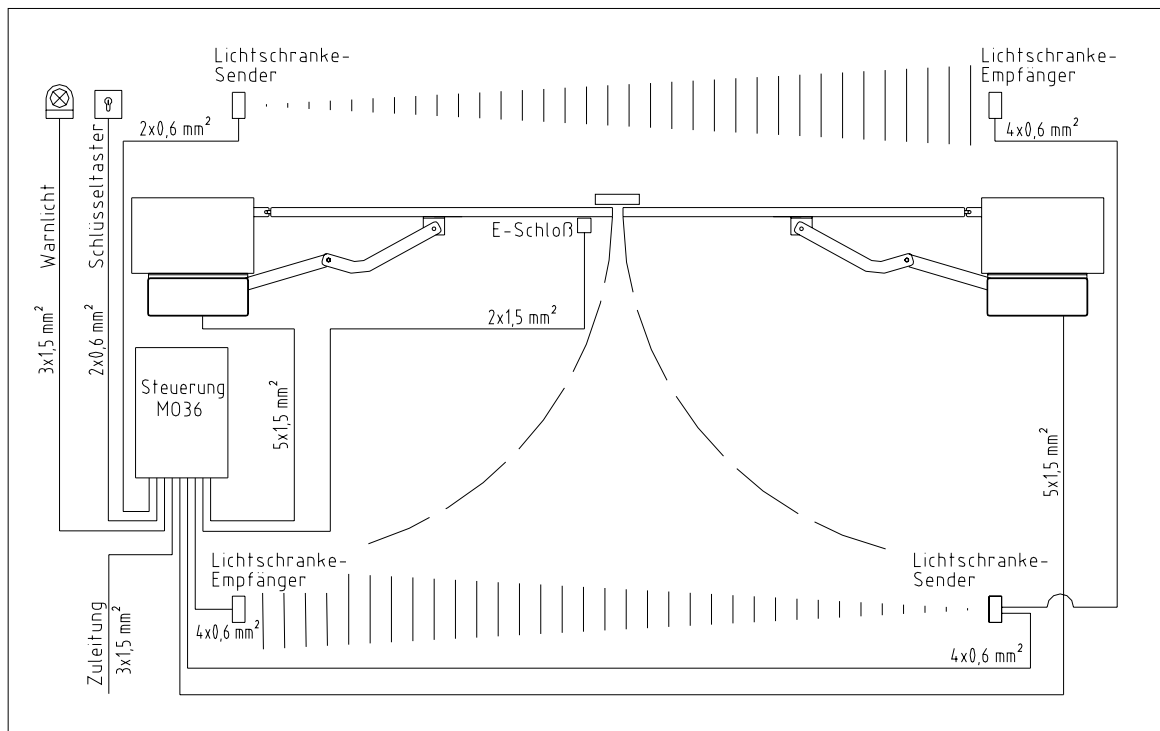 Lichtschranke-
Sender
Lichtschranke-
Empfänger
2x0,6 mm²
4x0,6 mm²
Warnlicht
Schlüsseltaster
E-Schloß
3x1,5 mm²
2x0,6 mm²
2x1,5 mm²
Steuerung
MO36
5x1,5 mm²
5x1,5 mm²
Lichtschranke-
Empfänger
Lichtschranke-
Sender
Zuleitung
3x1,5 mm²
4x0,6 mm²
4x0,6 mm²